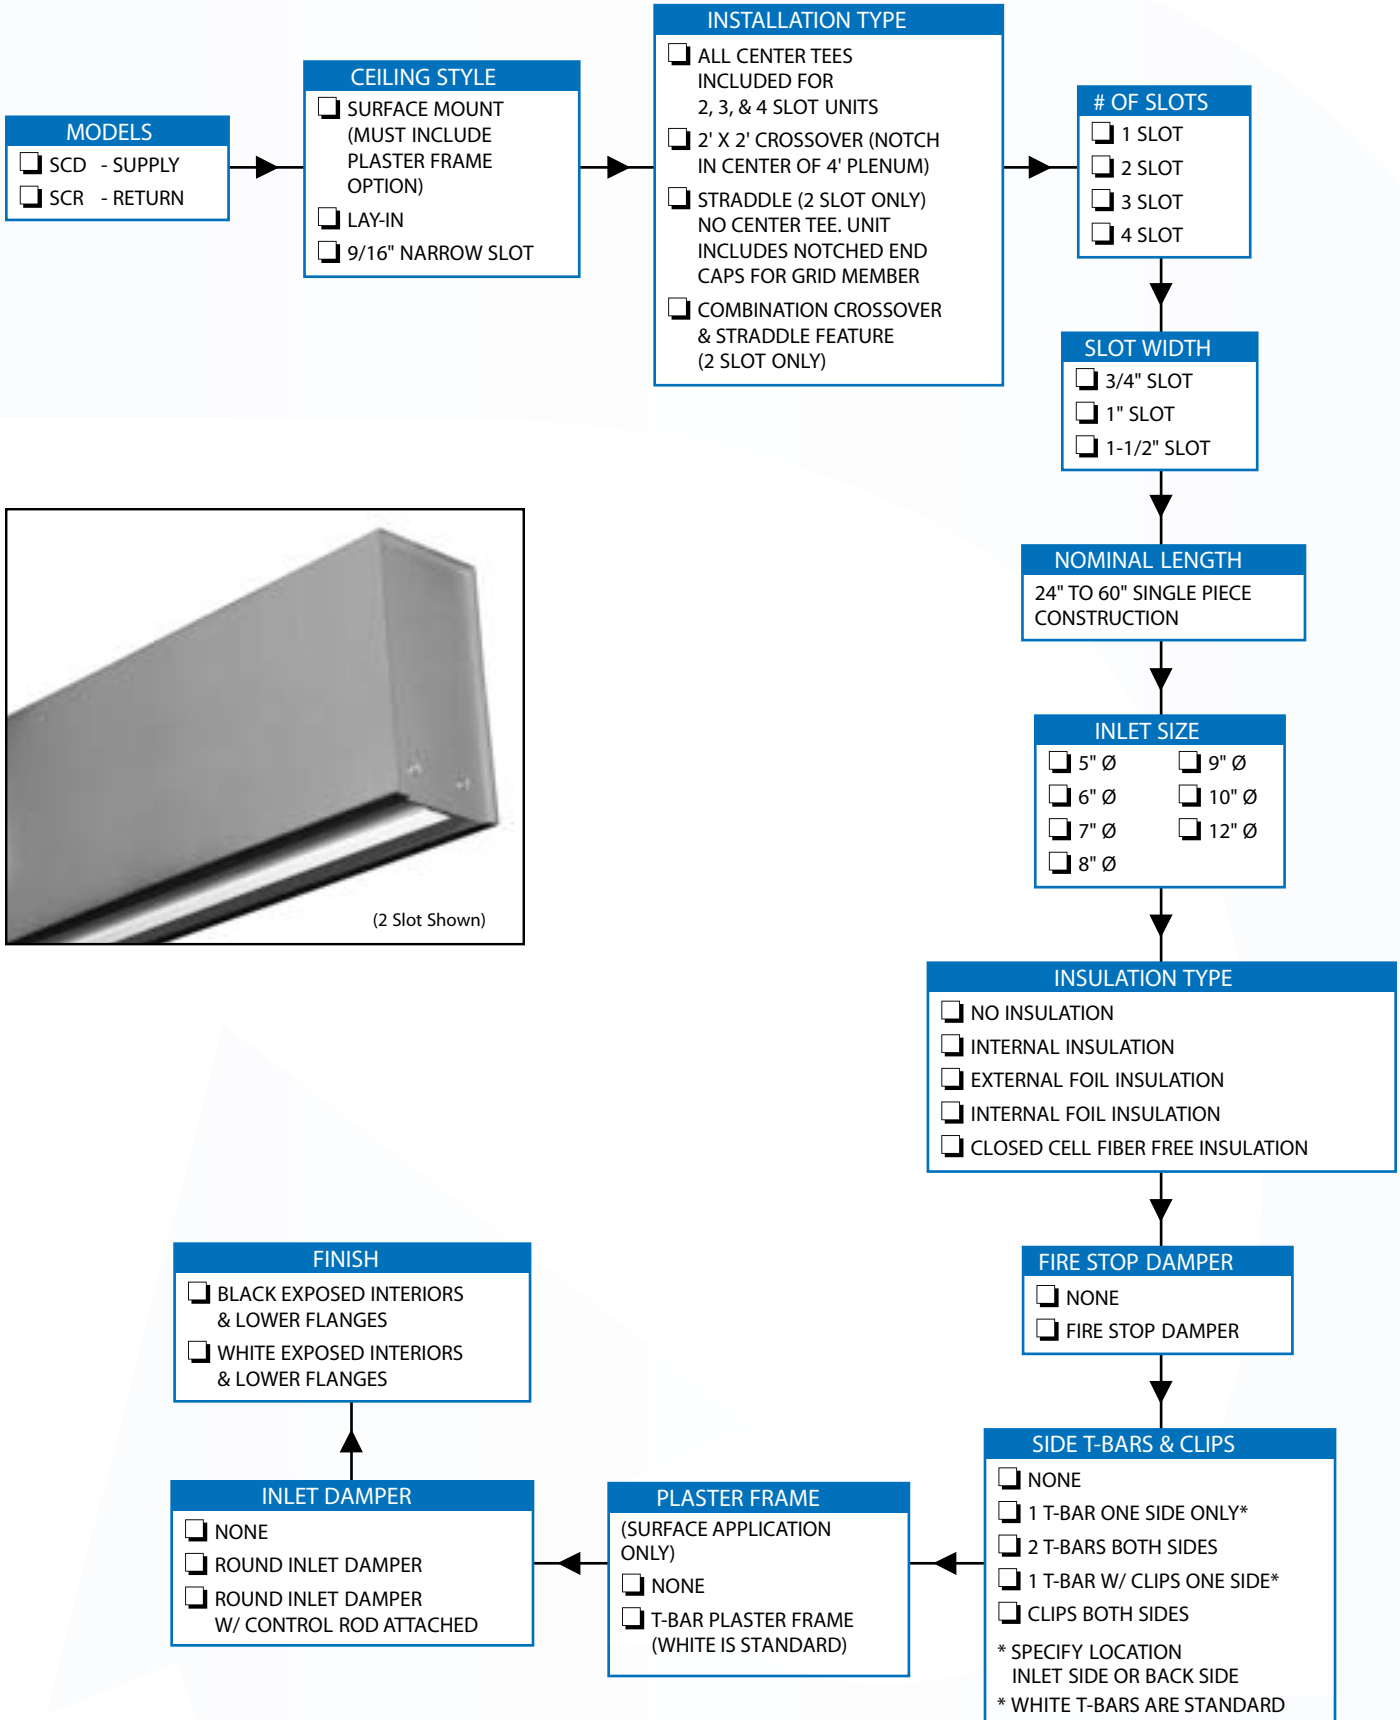 MODELS
SCD - SUPPLY
SCR - RETURN
CEILING STYLE
SURFACE MOUNT
(MUST INCLUDE
PLASTER FRAME
OPTION)
LAY-IN
9/16" NARROW SLOT
INSTALLATION TYPE
ALL CENTER TEES
INCLUDED FOR
2, 3, & 4 SLOT UNITS
2' X 2' CROSSOVER (NOTCH
IN CENTER OF 4' PLENUM)
STRADDLE (2 SLOT ONLY)
NO CENTER TEE. UNIT
INCLUDES NOTCHED END
CAPS FOR GRID MEMBER
COMBINATION CROSSOVER
& STRADDLE FEATURE
(2 SLOT ONLY)
# OF SLOTS
1 SLOT
2 SLOT
3 SLOT
4 SLOT
SLOT WIDTH
3/4" SLOT
1" SLOT
1-1/2" SLOT
(2 Slot Shown)
NOMINAL LENGTH
24" TO 60" SINGLE PIECE
CONSTRUCTION
INLET SIZE
5" Ø
6" Ø
7" Ø
8" Ø
9" Ø
10" Ø
12" Ø
INSULATION TYPE
NO INSULATION
INTERNAL INSULATION
EXTERNAL FOIL INSULATION
INTERNAL FOIL INSULATION
CLOSED CELL FIBER FREE INSULATION
FIRE STOP DAMPER
NONE
FIRE STOP DAMPER
SIDE T-BARS & CLIPS
NONE
1 T-BAR ONE SIDE ONLY*
2 T-BARS BOTH SIDES
1 T-BAR W/ CLIPS ONE SIDE*
CLIPS BOTH SIDES
* SPECIFY LOCATION
INLET SIDE OR BACK SIDE
* WHITE T-BARS ARE STANDARD
PLASTER FRAME
(SURFACE APPLICATION
ONLY)
NONE
T-BAR PLASTER FRAME
(WHITE IS STANDARD)
INLET DAMPER
NONE
ROUND INLET DAMPER
ROUND INLET DAMPER
W/ CONTROL ROD ATTACHED
FINISH
BLACK EXPOSED INTERIORS
& LOWER FLANGES
WHITE EXPOSED INTERIORS
& LOWER FLANGES